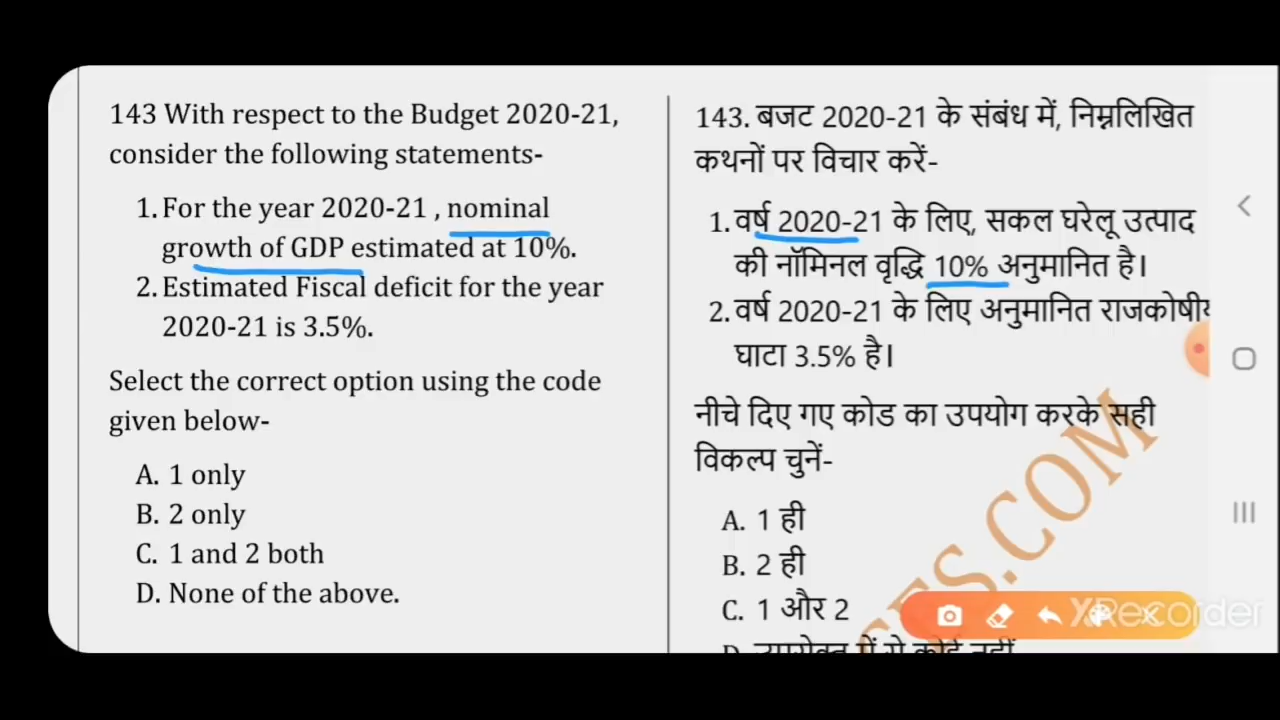 143 With respect to the Budget 2020-21,
consider the following statements-
1. For the year 2020-21 , nominal
growth of GDP estimated at 10%.
2. Estimated Fiscal deficit for the year
2020-21 is 3.5%.
Select the correct option using the code
given below-
A. 1 only
B. 2 only
C. 1 and 2 both
D. None of the above.
143. बजट 2020-21 के संबंध में, निम्नलिखित
कथनों पर विचार करें-
1. वर्ष 2020-21 के लिए, सकल घरेलू उत्पाद
की नॉमिनल वृद्धि 10% अनुमानित है।
2. वर्ष 2020-21 के लिए अनुमानित राजकोषीय
घाटा 3.5% है।
नीचे दिए गए कोड का उपयोग करके सही
विकल्प चुनें-
A. 1 ही
B. 2 ही
C. 1 और 2
D. उपरोक्त में से कोई नहीं
XRecorder
.COM